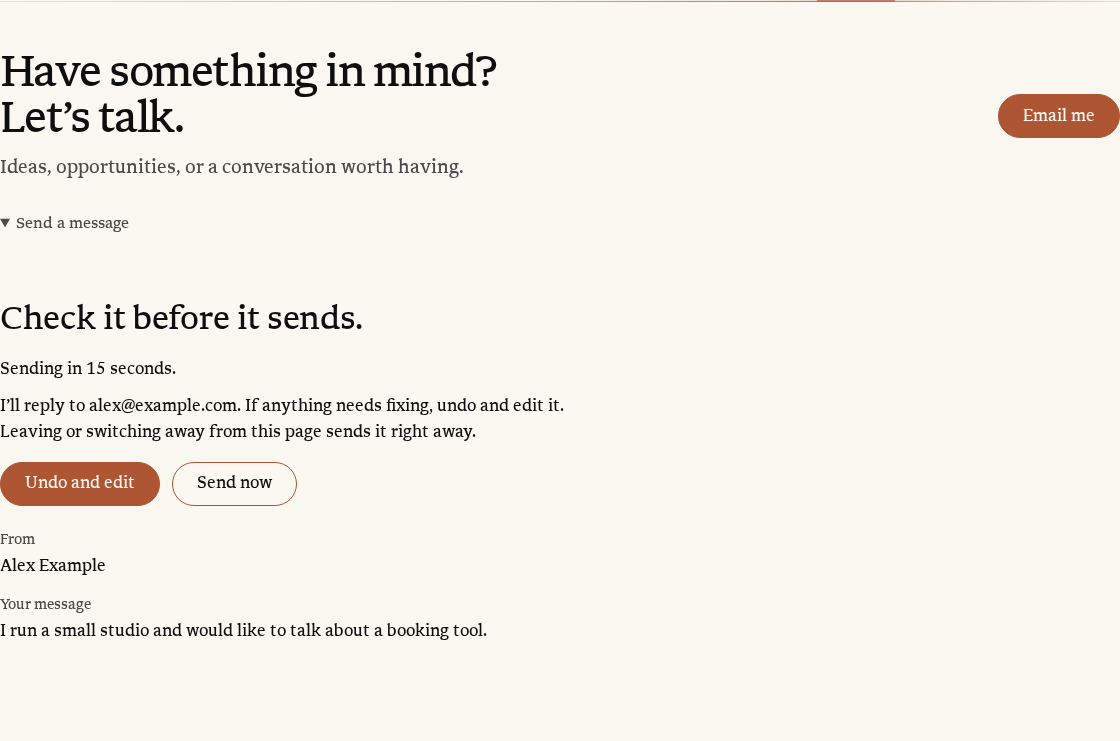 Have something in mind?
Let’s talk.
Email me
Ideas, opportunities, or a conversation worth having.
Send a message
Check it before it sends.
Sending in 15 seconds.
I’ll reply to alex@example.com. If anything needs fixing, undo and edit it.
Leaving or switching away from this page sends it right away.
Undo and edit
Send now
From
Alex Example
Your message
I run a small studio and would like to talk about a booking tool.